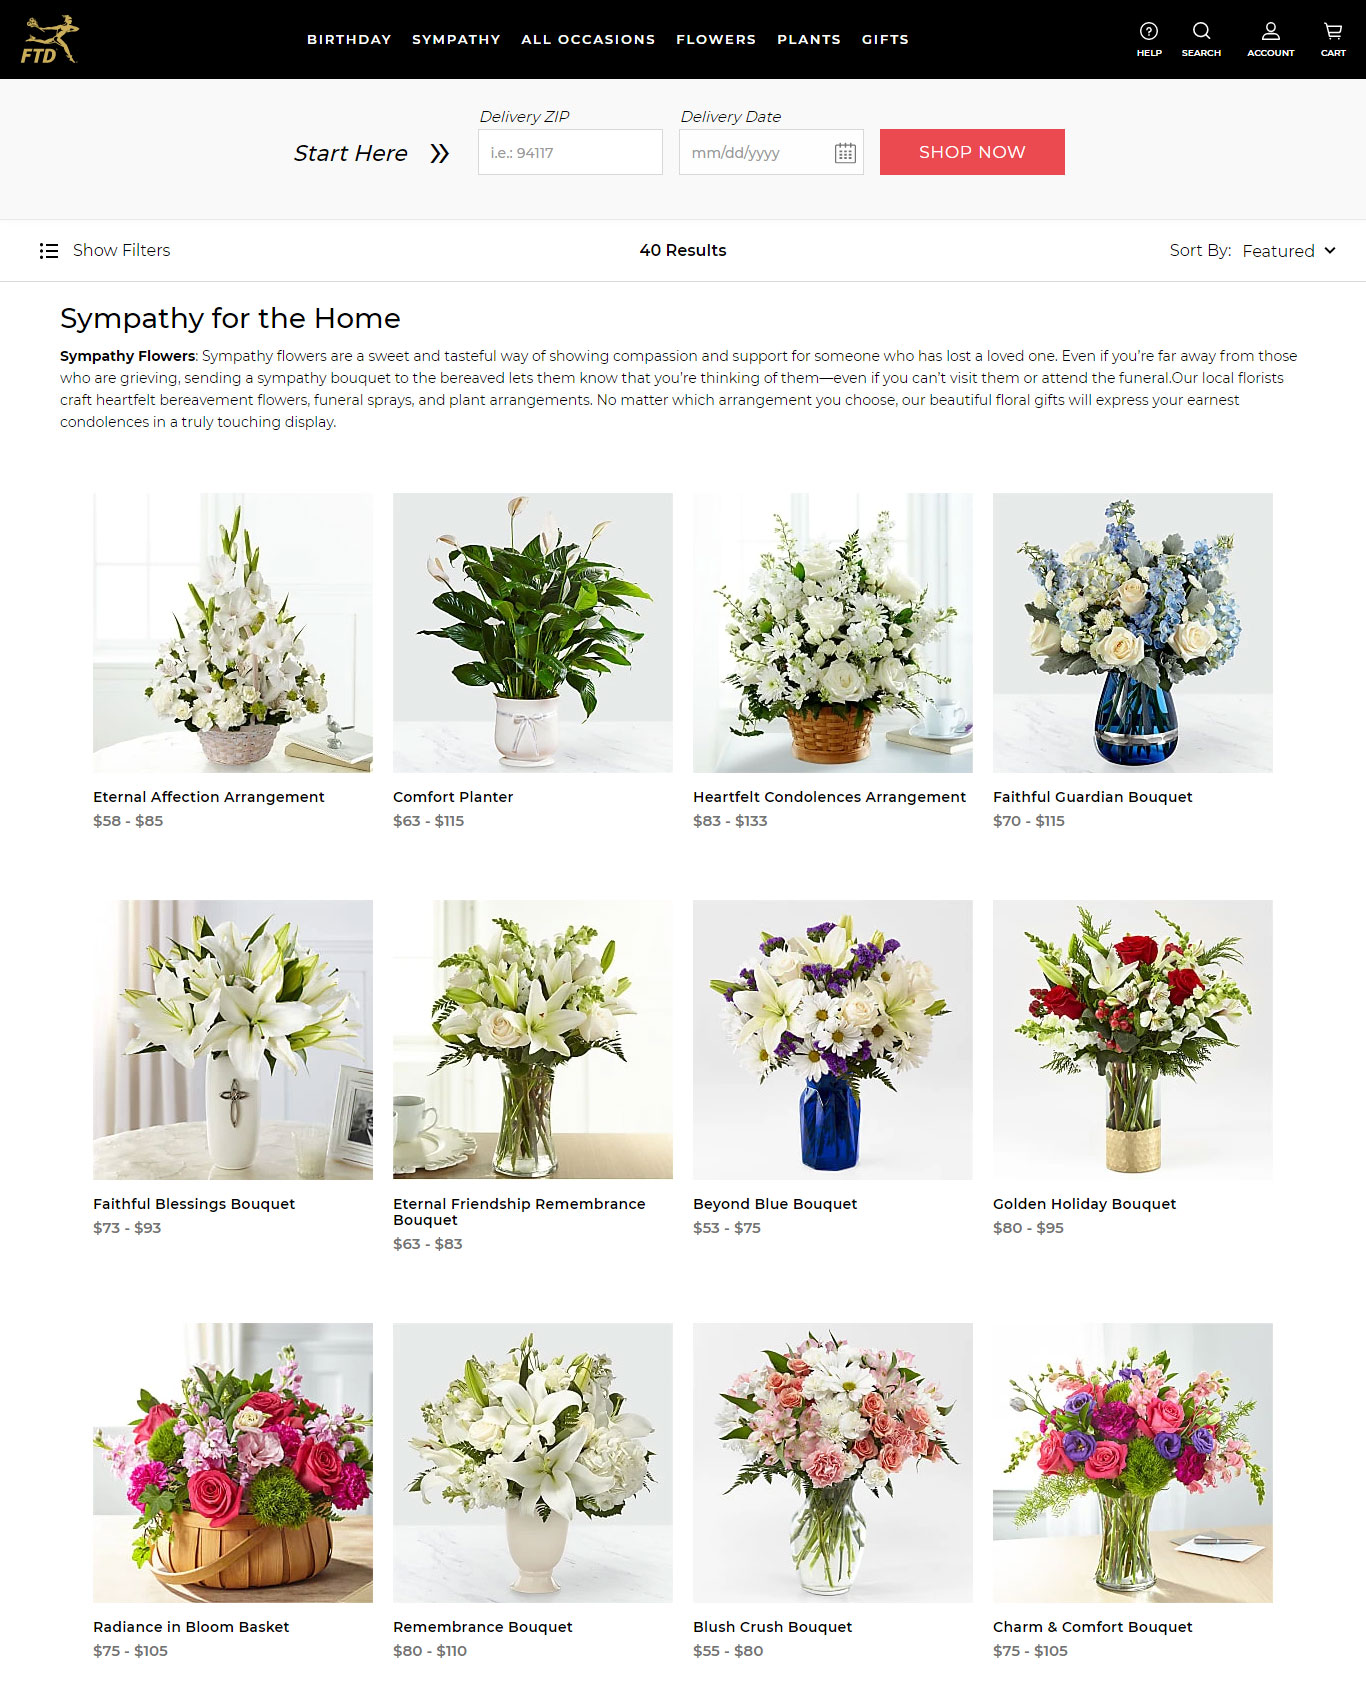 FTD
BIRTHDAY SYMPATHY ALL OCCASIONS FLOWERS PLANTS GIFTS
HELP SEARCH ACCOUNT CART
Delivery ZIP Delivery Date
Start Here » i.e.: 94117 mm/dd/yyyy SHOP NOW
Show Filters 40 Results Sort By: Featured
Sympathy for the Home
Sympathy Flowers: Sympathy flowers are a sweet and tasteful way of showing compassion and support for someone who has lost a loved one. Even if you're far away from those
who are grieving, sending a sympathy bouquet to the bereaved lets them know that you're thinking of them—even if you can't visit them or attend the funeral.Our local florists
craft heartfelt bereavement flowers, funeral sprays, and plant arrangements. No matter which arrangement you choose, our beautiful floral gifts will express your earnest
condolences in a truly touching display.
Eternal Affection Arrangement
$58 - $85
Comfort Planter
$63 - $115
Heartfelt Condolences Arrangement
$83 - $133
Faithful Guardian Bouquet
$70 - $115
Faithful Blessings Bouquet
$73 - $93
Eternal Friendship Remembrance
Bouquet
$63 - $83
Beyond Blue Bouquet
$53 - $75
Golden Holiday Bouquet
$80 - $95
Radiance in Bloom Basket
$75 - $105
Remembrance Bouquet
$80 - $110
Blush Crush Bouquet
$55 - $80
Charm & Comfort Bouquet
$75 - $105